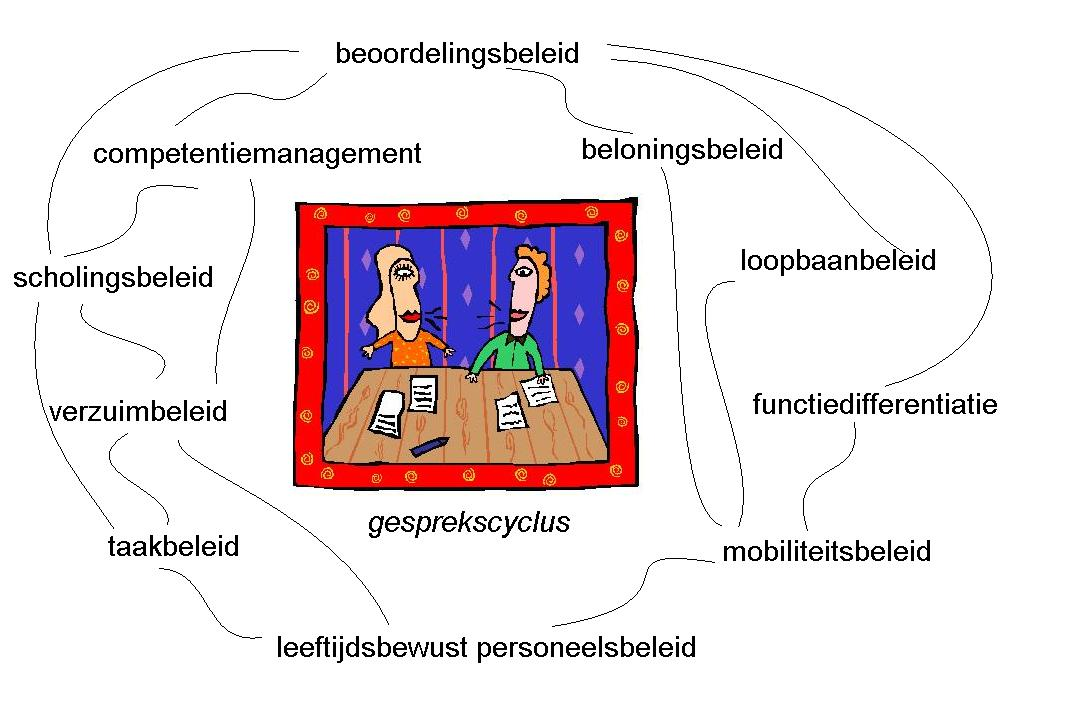 beoordelingsbeleid
competentiemanagement
beloningsbeleid
scholingsbeleid
loopbaanbeleid
verzuimbeleid
functiedifferentiatie
gesprekscyclus
taakbeleid
mobiliteitsbeleid
leeftijdsbewust personeelsbeleid